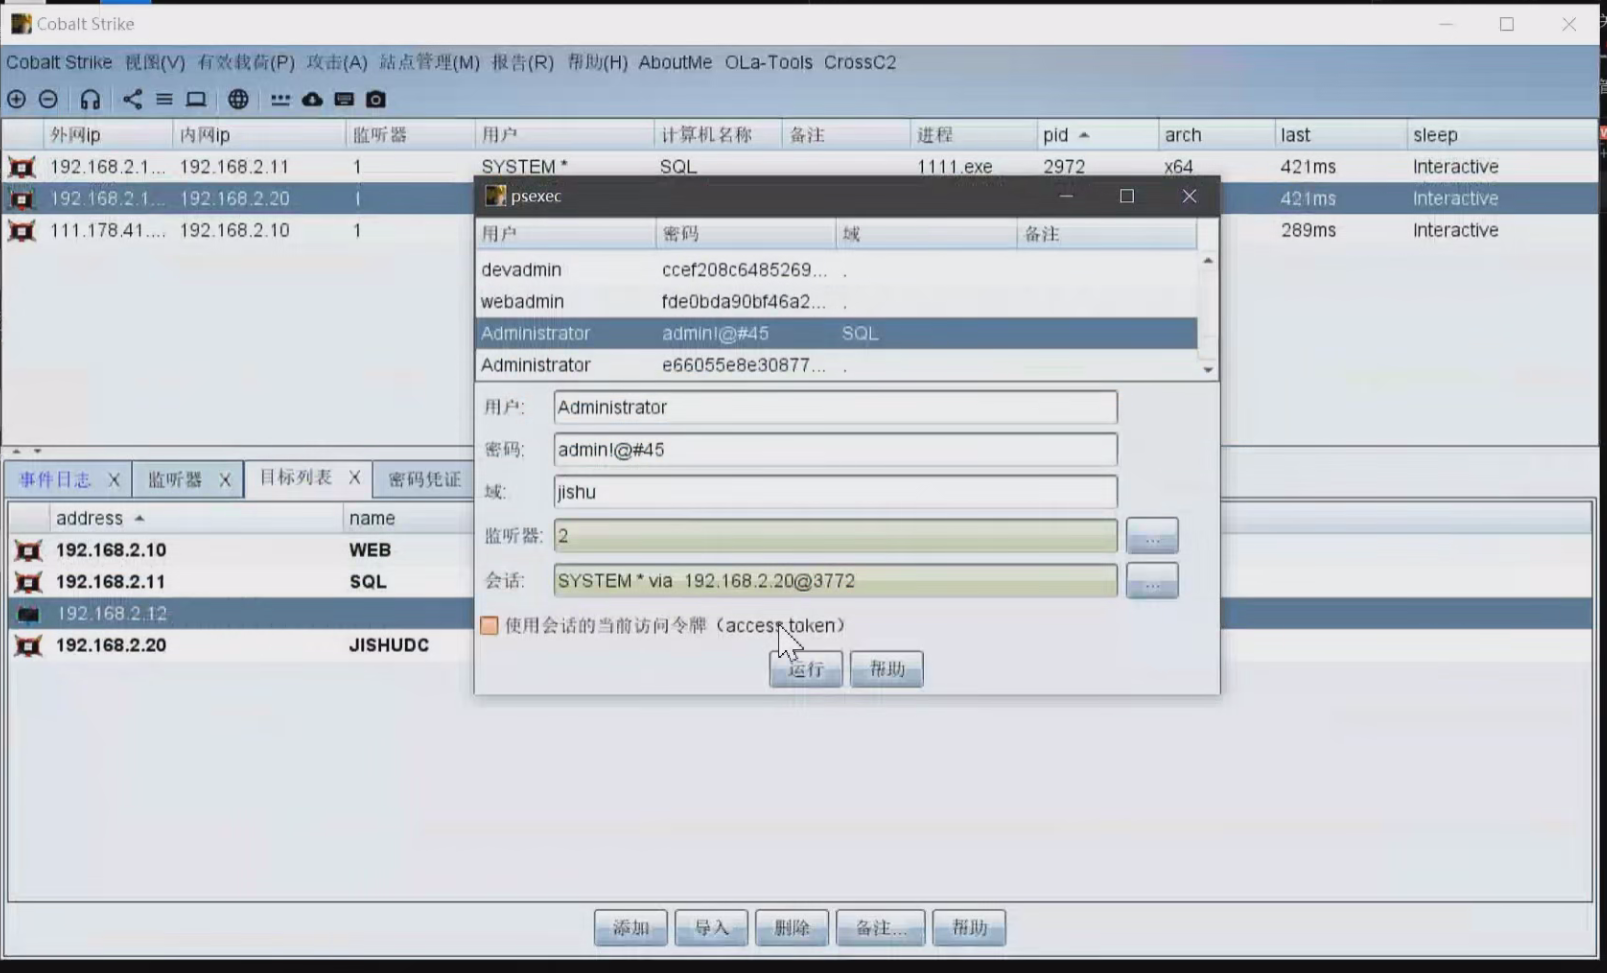 Cobalt Strike
Cobalt Strike 视图(V) 有效载荷(P) 攻击(A) 站点管理(M) 报告(R) 帮助(H) AboutMe OLa-Tools CrossC2
外网ip 内网ip 监听器 用户 计算机名称 备注 进程 pid arch last sleep
192.168.2.1... 192.168.2.11 1 SYSTEM * SQL 1111.exe 2972 x64 421ms Interactive
192.168.2.1... 192.168.2.20 421ms Interactive
111.178.41.... 192.168.2.10 1 289ms Interactive
psexec
用户 密码 域 备注
devadmin ccef208c6485269... .
webadmin fde0bda90bf46a2... .
Administrator admin!@#45 SQL
Administrator e66055e8e30877... .
用户: Administrator
密码: admin!@#45
域: jishu
监听器: 2 ...
会话: SYSTEM * via 192.168.2.20@3772 ...
使用会话的当前访问令牌（access token）
运行 帮助
事件日志 X 监听器 X 目标列表 X 密码凭证
address name
192.168.2.10 WEB
192.168.2.11 SQL
192.168.2.12
192.168.2.20 JISHUDC
添加 导入 删除 备注... 帮助